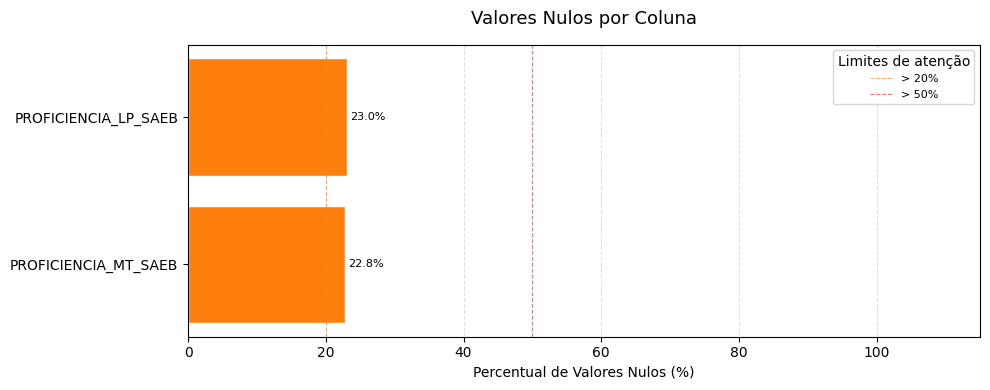 Valores Nulos por Coluna
Limites de atenção
> 20%
> 50%
PROFICIENCIA_LP_SAEB
23.0%
PROFICIENCIA_MT_SAEB
22.8%
0 20 40 60 80 100
Percentual de Valores Nulos (%)